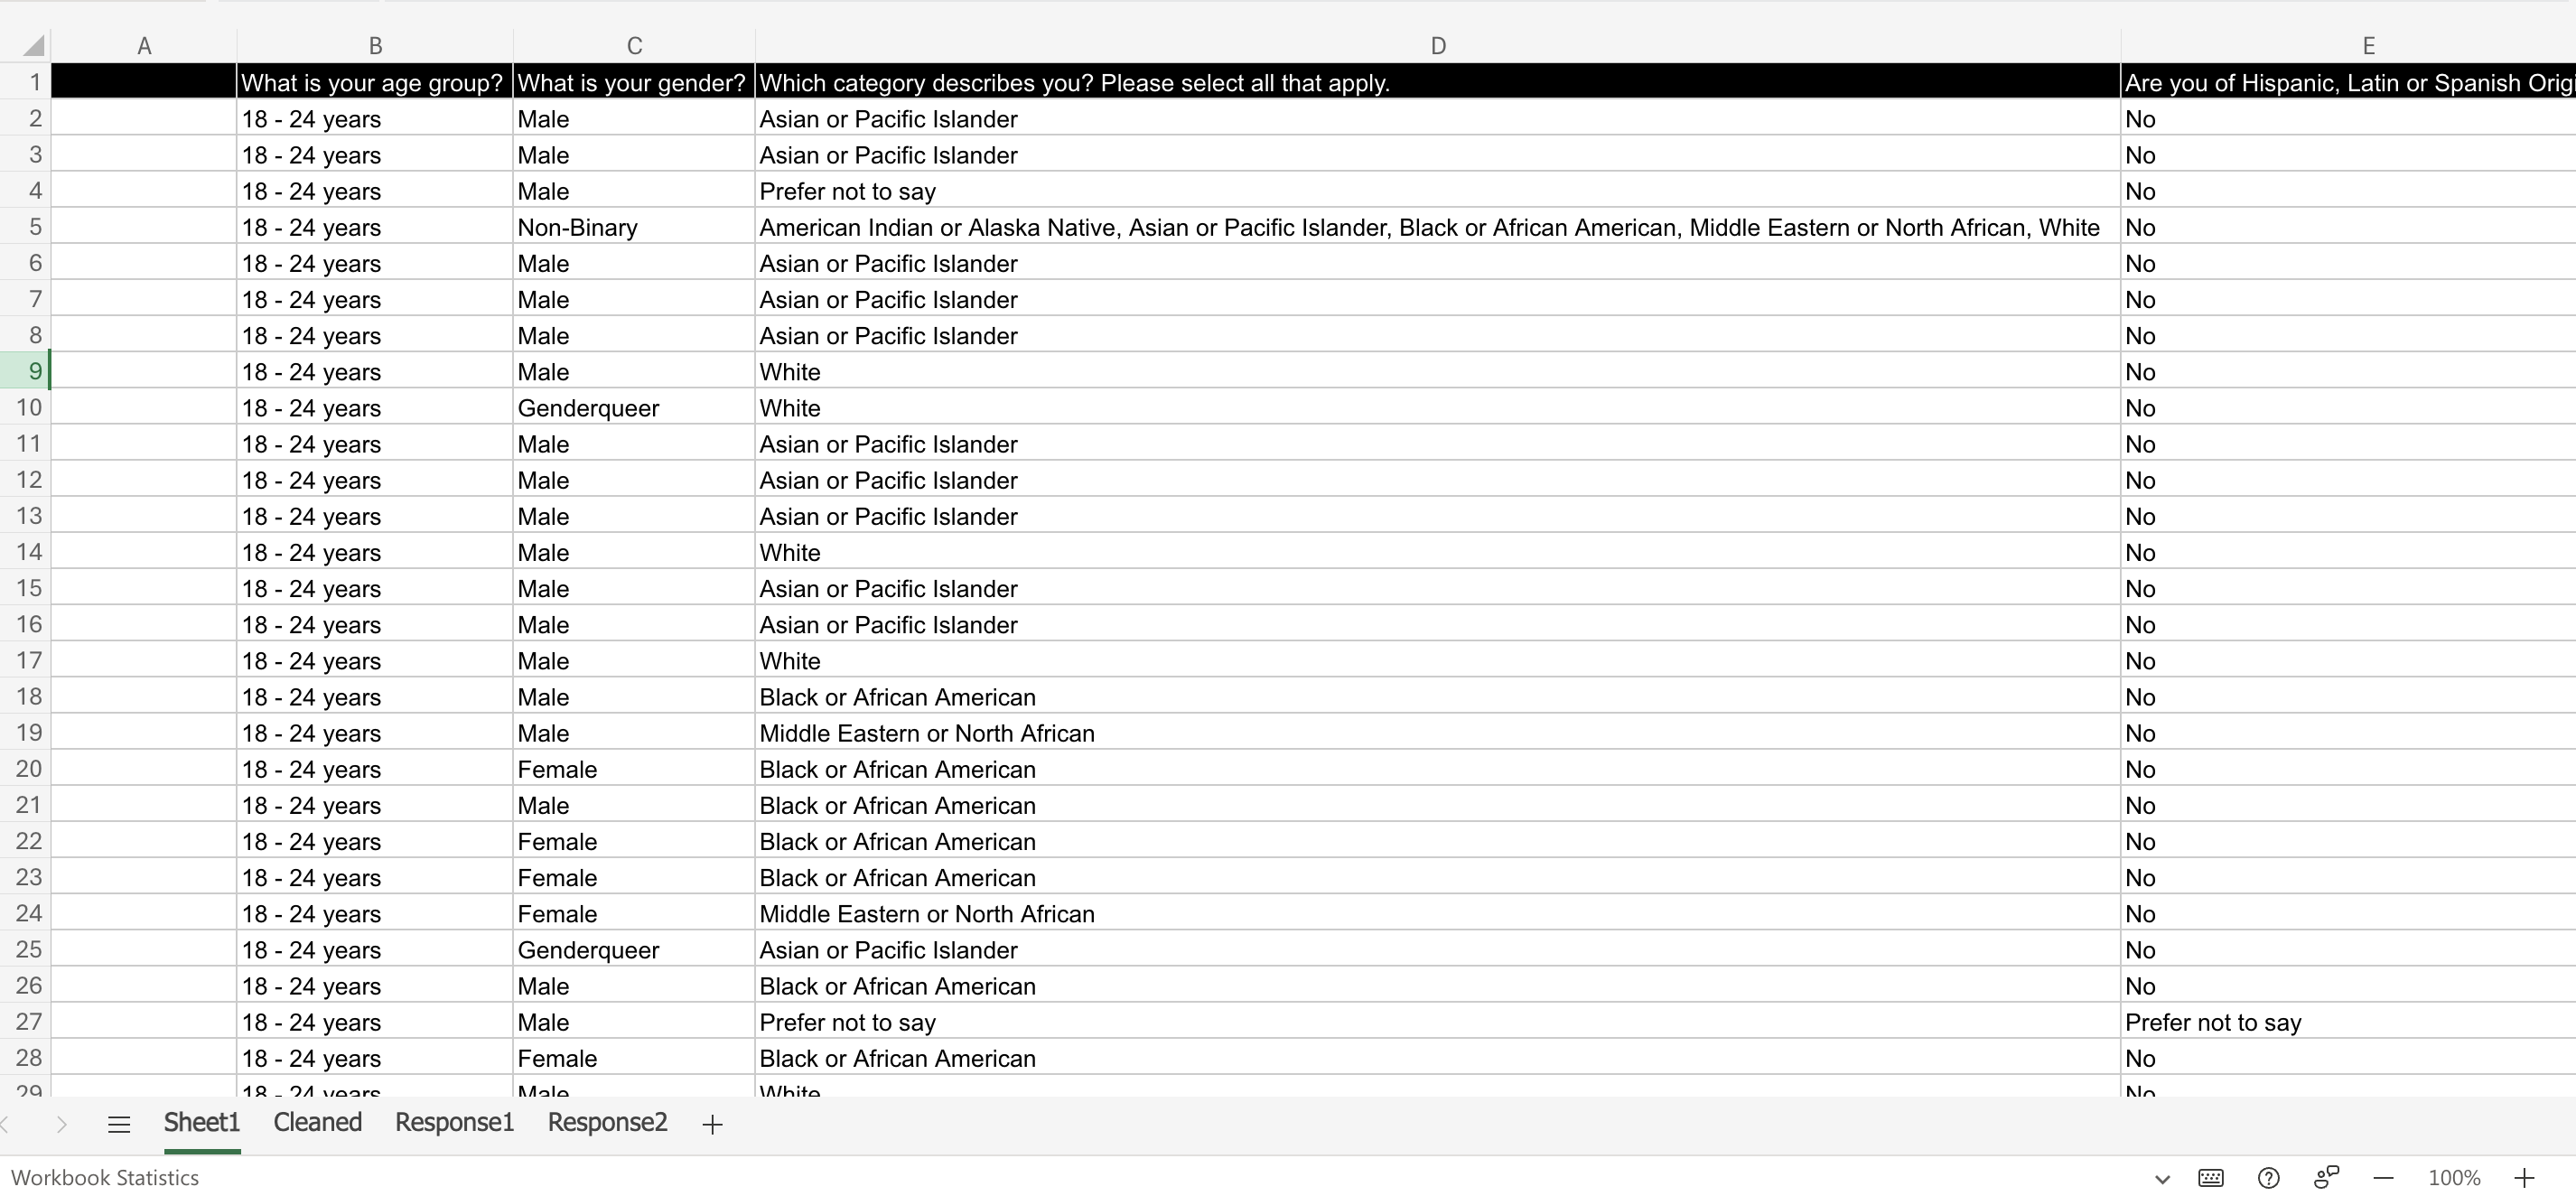 A B C D E
1 What is your age group? What is your gender? Which category describes you? Please select all that apply. Are you of Hispanic, Latin or Spanish Orig
2 18 - 24 years Male Asian or Pacific Islander No
3 18 - 24 years Male Asian or Pacific Islander No
4 18 - 24 years Male Prefer not to say No
5 18 - 24 years Non-Binary American Indian or Alaska Native, Asian or Pacific Islander, Black or African American, Middle Eastern or North African, White No
6 18 - 24 years Male Asian or Pacific Islander No
7 18 - 24 years Male Asian or Pacific Islander No
8 18 - 24 years Male Asian or Pacific Islander No
9 18 - 24 years Male White No
10 18 - 24 years Genderqueer White No
11 18 - 24 years Male Asian or Pacific Islander No
12 18 - 24 years Male Asian or Pacific Islander No
13 18 - 24 years Male Asian or Pacific Islander No
14 18 - 24 years Male White No
15 18 - 24 years Male Asian or Pacific Islander No
16 18 - 24 years Male Asian or Pacific Islander No
17 18 - 24 years Male White No
18 18 - 24 years Male Black or African American No
19 18 - 24 years Male Middle Eastern or North African No
20 18 - 24 years Female Black or African American No
21 18 - 24 years Male Black or African American No
22 18 - 24 years Female Black or African American No
23 18 - 24 years Female Black or African American No
24 18 - 24 years Female Middle Eastern or North African No
25 18 - 24 years Genderqueer Asian or Pacific Islander No
26 18 - 24 years Male Black or African American No
27 18 - 24 years Male Prefer not to say Prefer not to say
28 18 - 24 years Female Black or African American No
29 18 - 24 years Male White No
Sheet1 Cleaned Response1 Response2
Workbook Statistics 100%